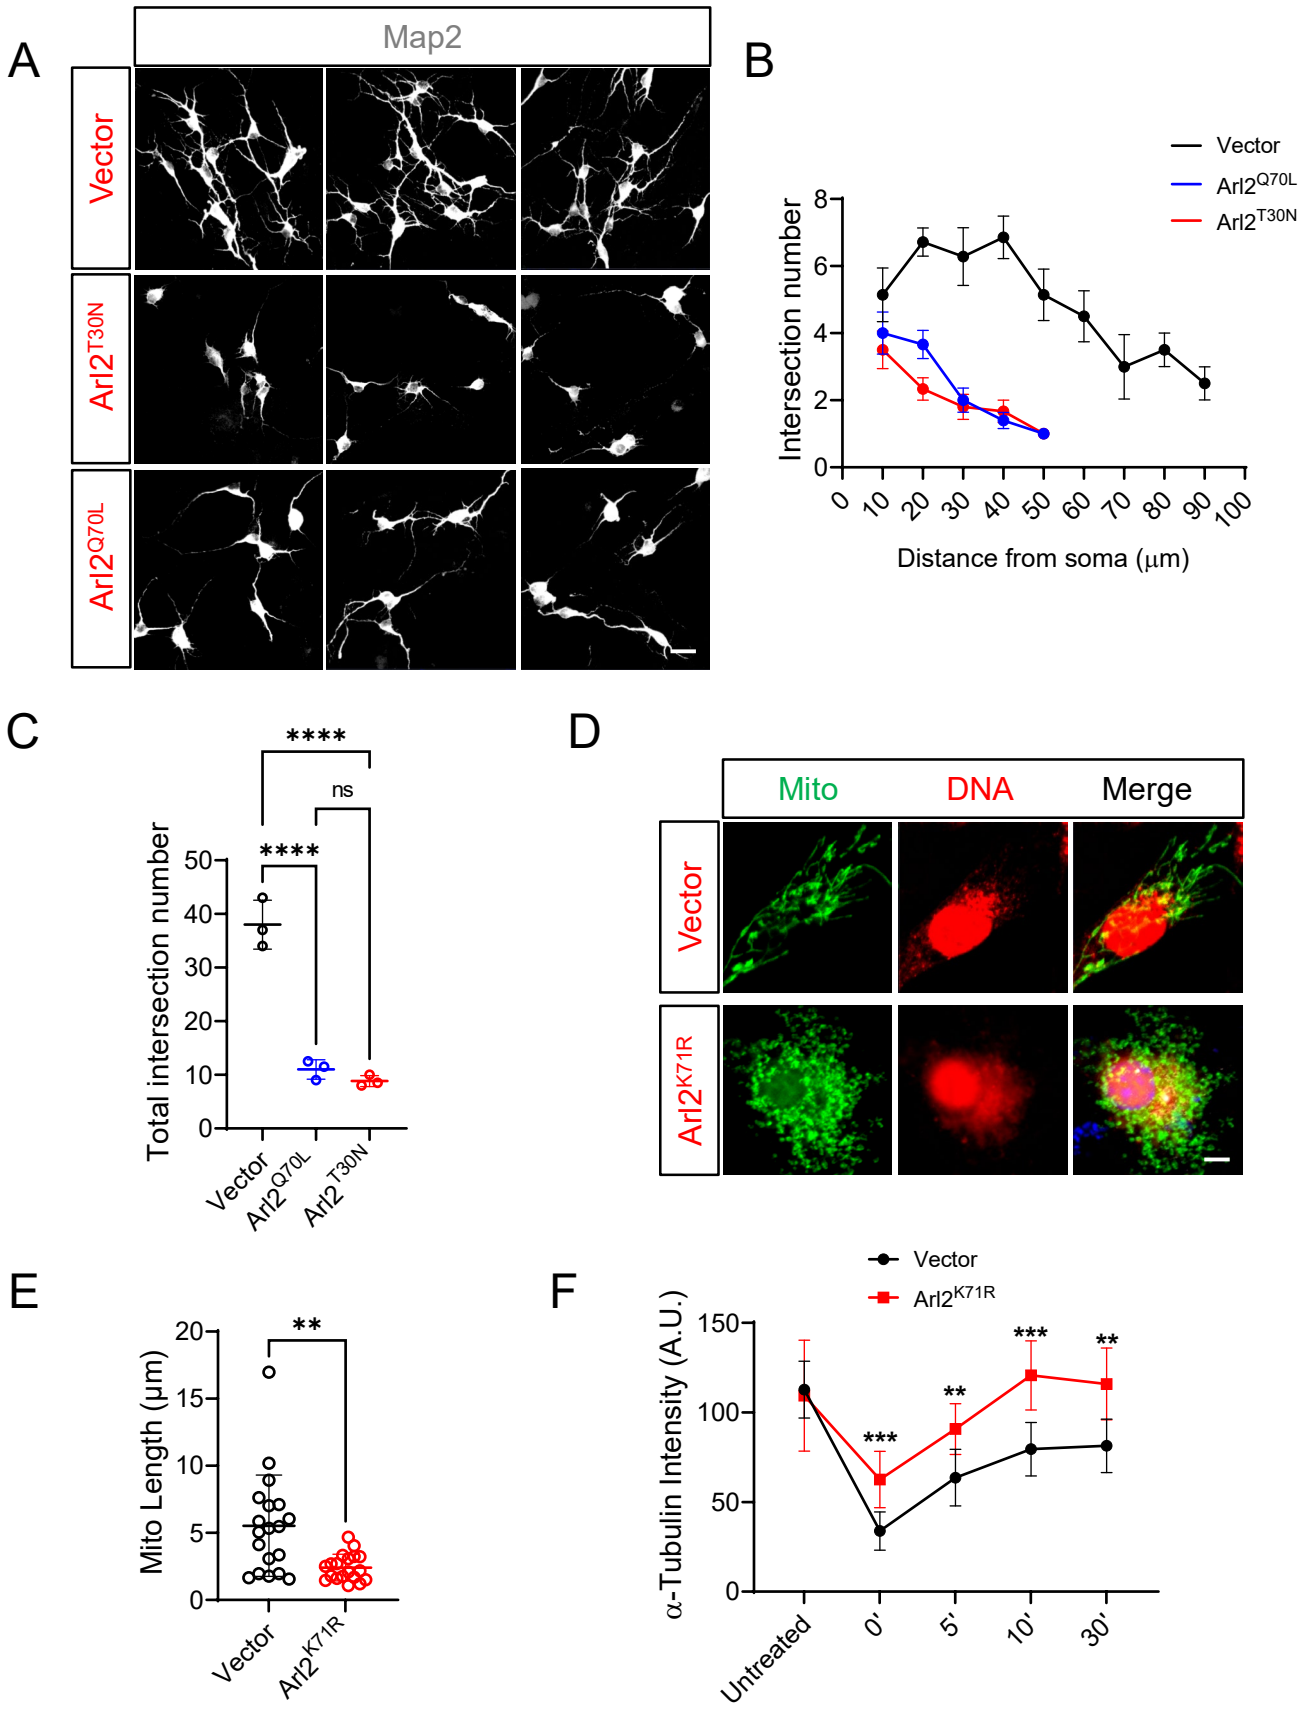 A
Map2
Vector
Arl2T30N
Arl2Q70L
B
Vector
Arl2Q70L
Arl2T30N
Intersection number
8
6
4
2
0
0 10 20 30 40 50 60 70 80 90 100
Distance from soma (μm)
C
****
ns
****
Total intersection number
50
40
30
20
10
0
Vector Arl2Q70L Arl2T30N
D
Mito DNA Merge
Vector
Arl2K71R
E
**
Mito Length (μm)
20
15
10
5
0
Vector Arl2K71R
F
Vector
Arl2K71R
α-Tubulin Intensity (A.U.)
150
100
50
0
*** ** *** **
Untreated 0' 5' 10' 30'